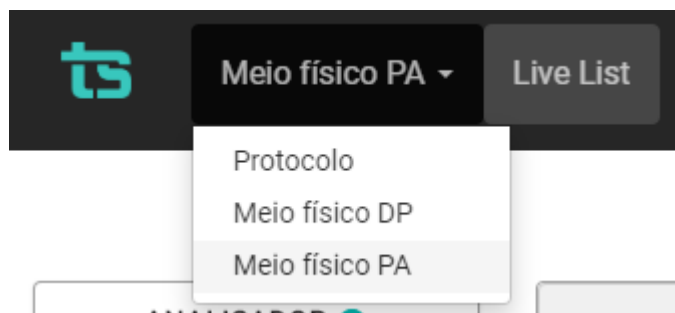 ts
Meio físico PA
Live List
Protocolo
Meio físico DP
Meio físico PA